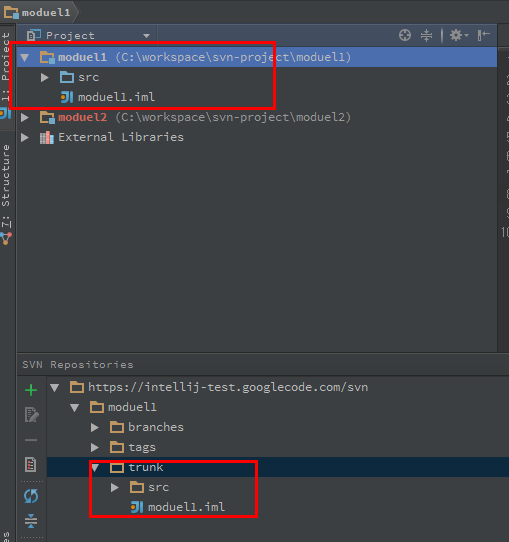 moduel1
Project
moduel1 (C:\workspace\svn-project\moduel1)
src
moduel1.iml
moduel2 (C:\workspace\svn-project\moduel2)
External Libraries
1: Project
7: Structure
SVN Repositories
https://intellij-test.googlecode.com/svn
moduel1
branches
tags
trunk
src
moduel1.iml